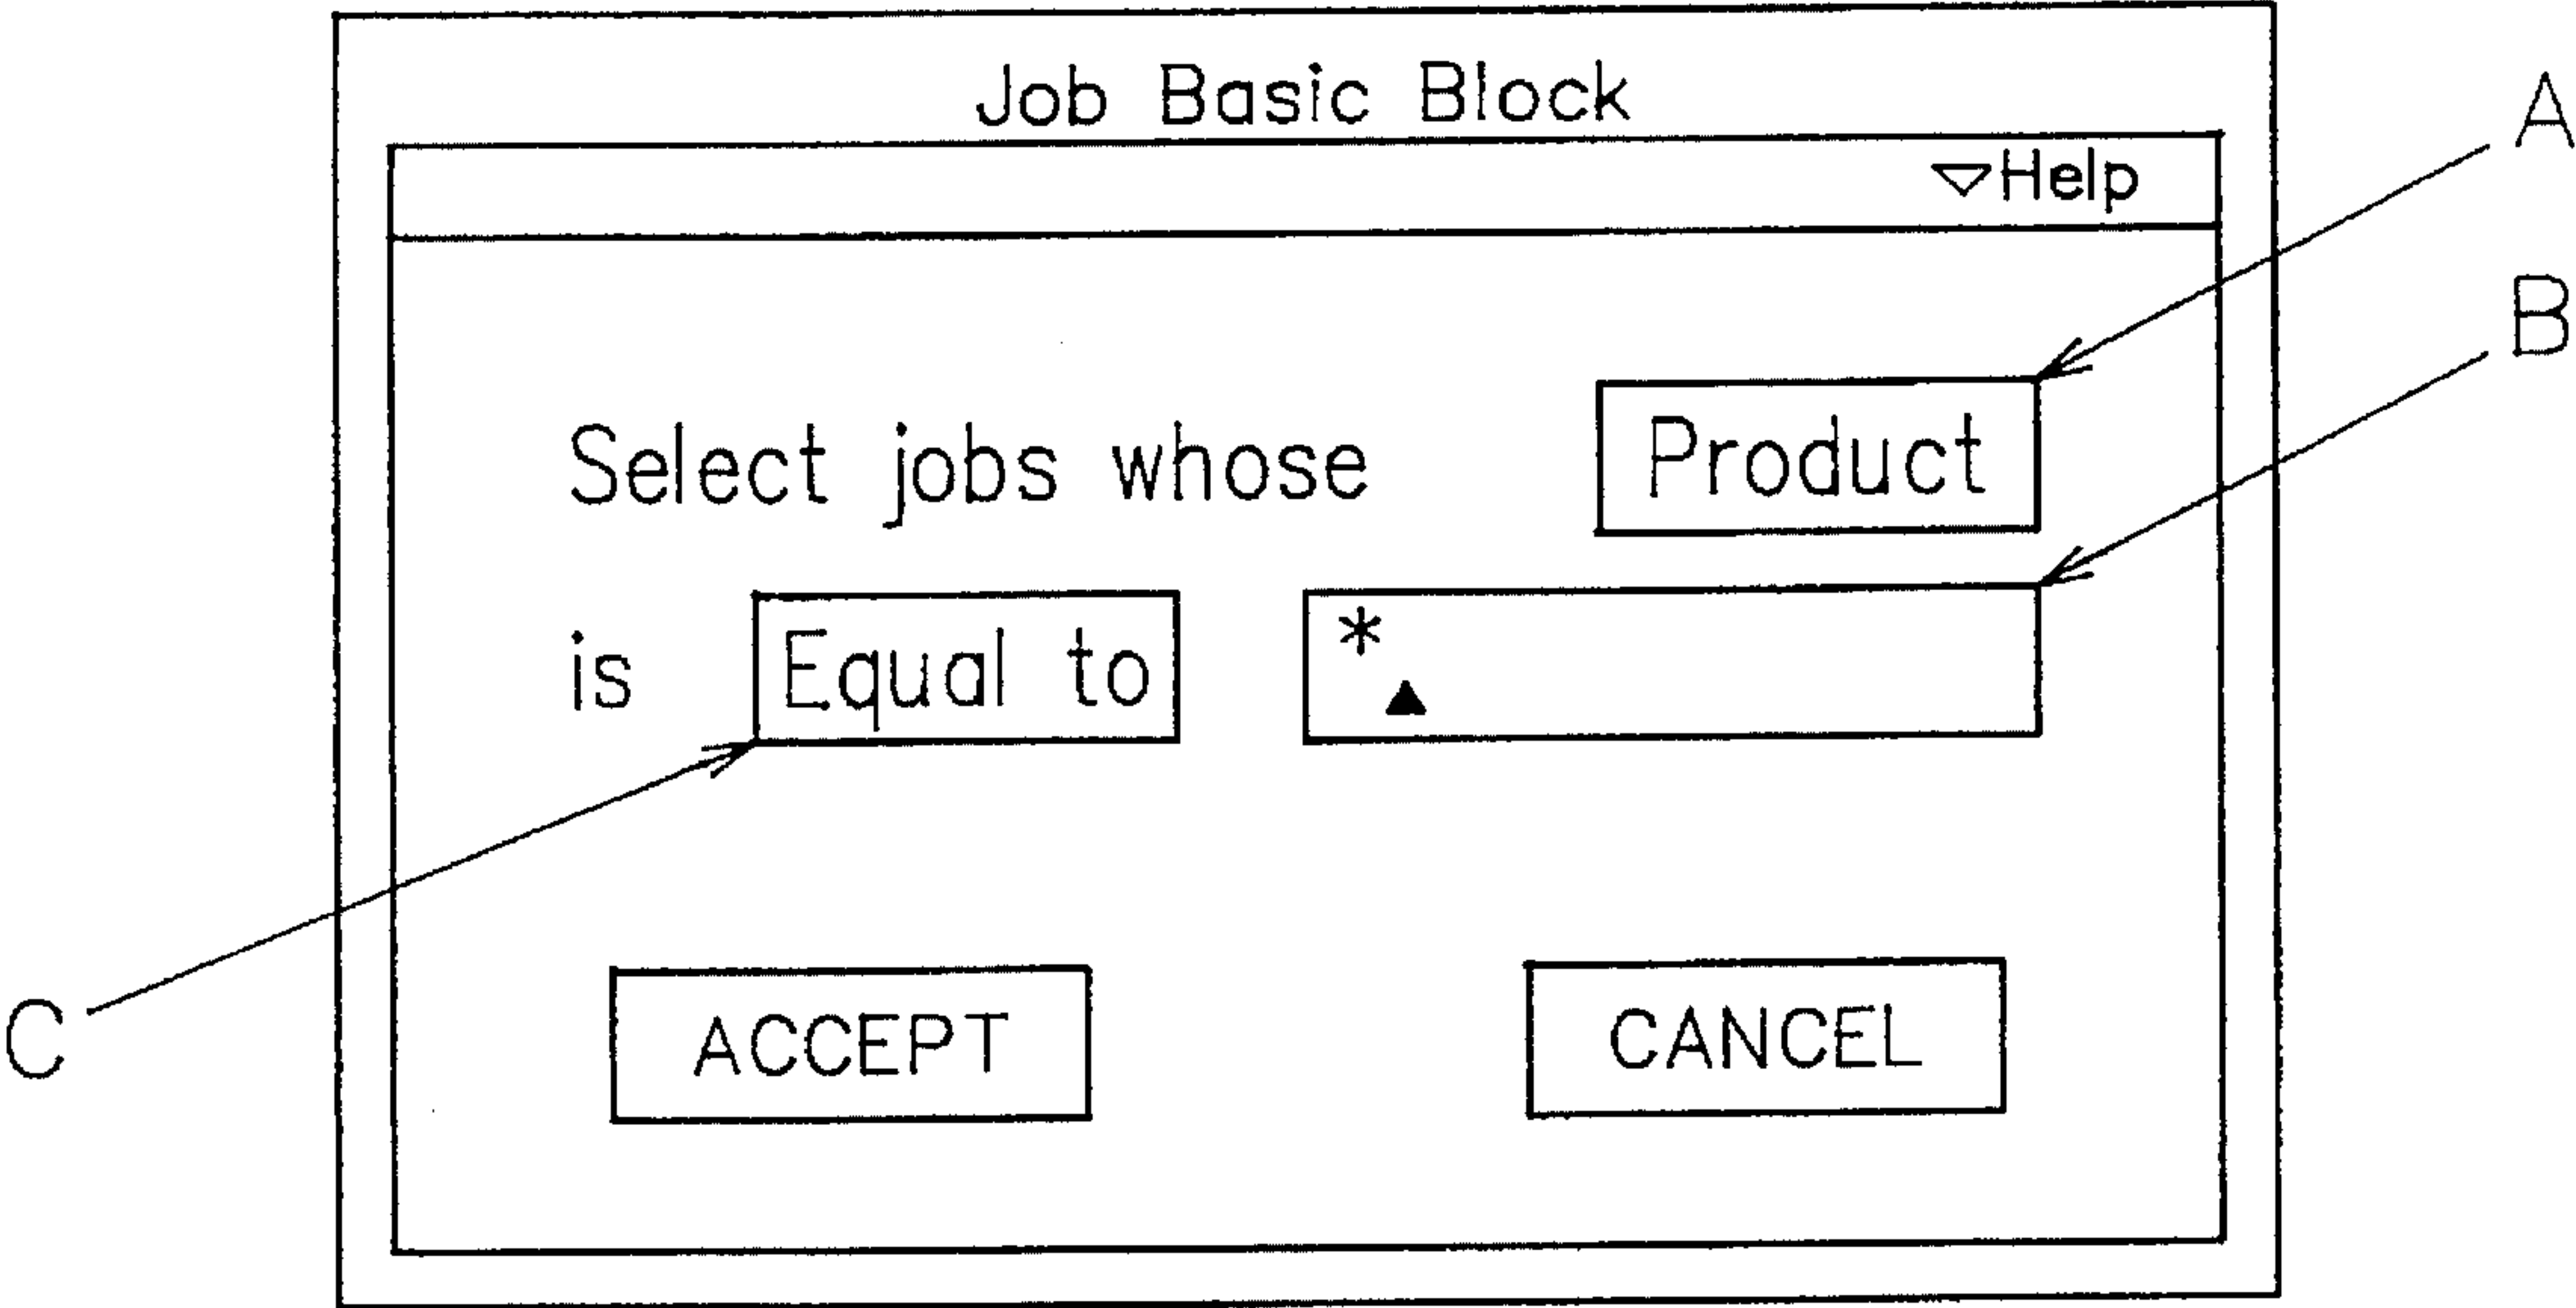 Job Basic Block
▽Help
A
B
Select jobs whose Product
is Equal to *
C
ACCEPT CANCEL